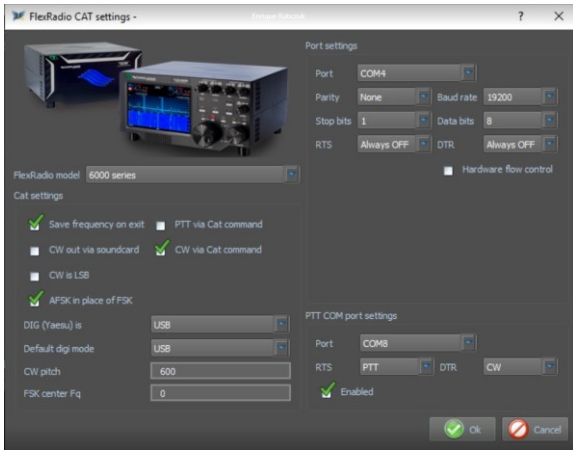 FlexRadio CAT settings -
?
FlexRadio model 6000 series
Cat settings
Save frequency on exit PTT via Cat command
CW out via soundcard CW via Cat command
CW is LSB
AFSK in place of FSK
DIG (Yaesu) is USB
Default digi mode USB
CW pitch 600
FSK center Fq 0
Port settings
Port COM4
Parity None Baud rate 19200
Stop bits 1 Data bits 8
RTS Always OFF DTR Always OFF
Hardware flow control
PTT COM port settings
Port COM8
RTS PTT DTR CW
Enabled
Ok Cancel